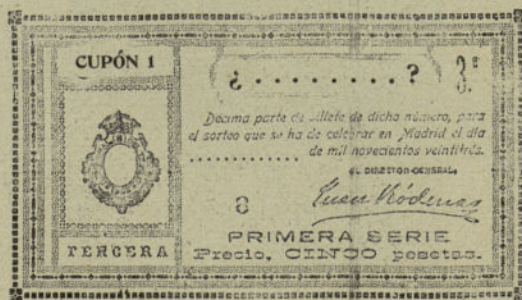 CUPÓN 1
¿ . . . . . . . . . ? 3ª
Décima parte de billete de dicho número, para
el sorteo que se ha de celebrar en Madrid el día
. . . . . . . . . . . . de mil novecientos veintitrés.
EL DIRECTOR GENERAL,
8
TERCERA
PRIMERA SERIE
Precio, CINCO pesetas.